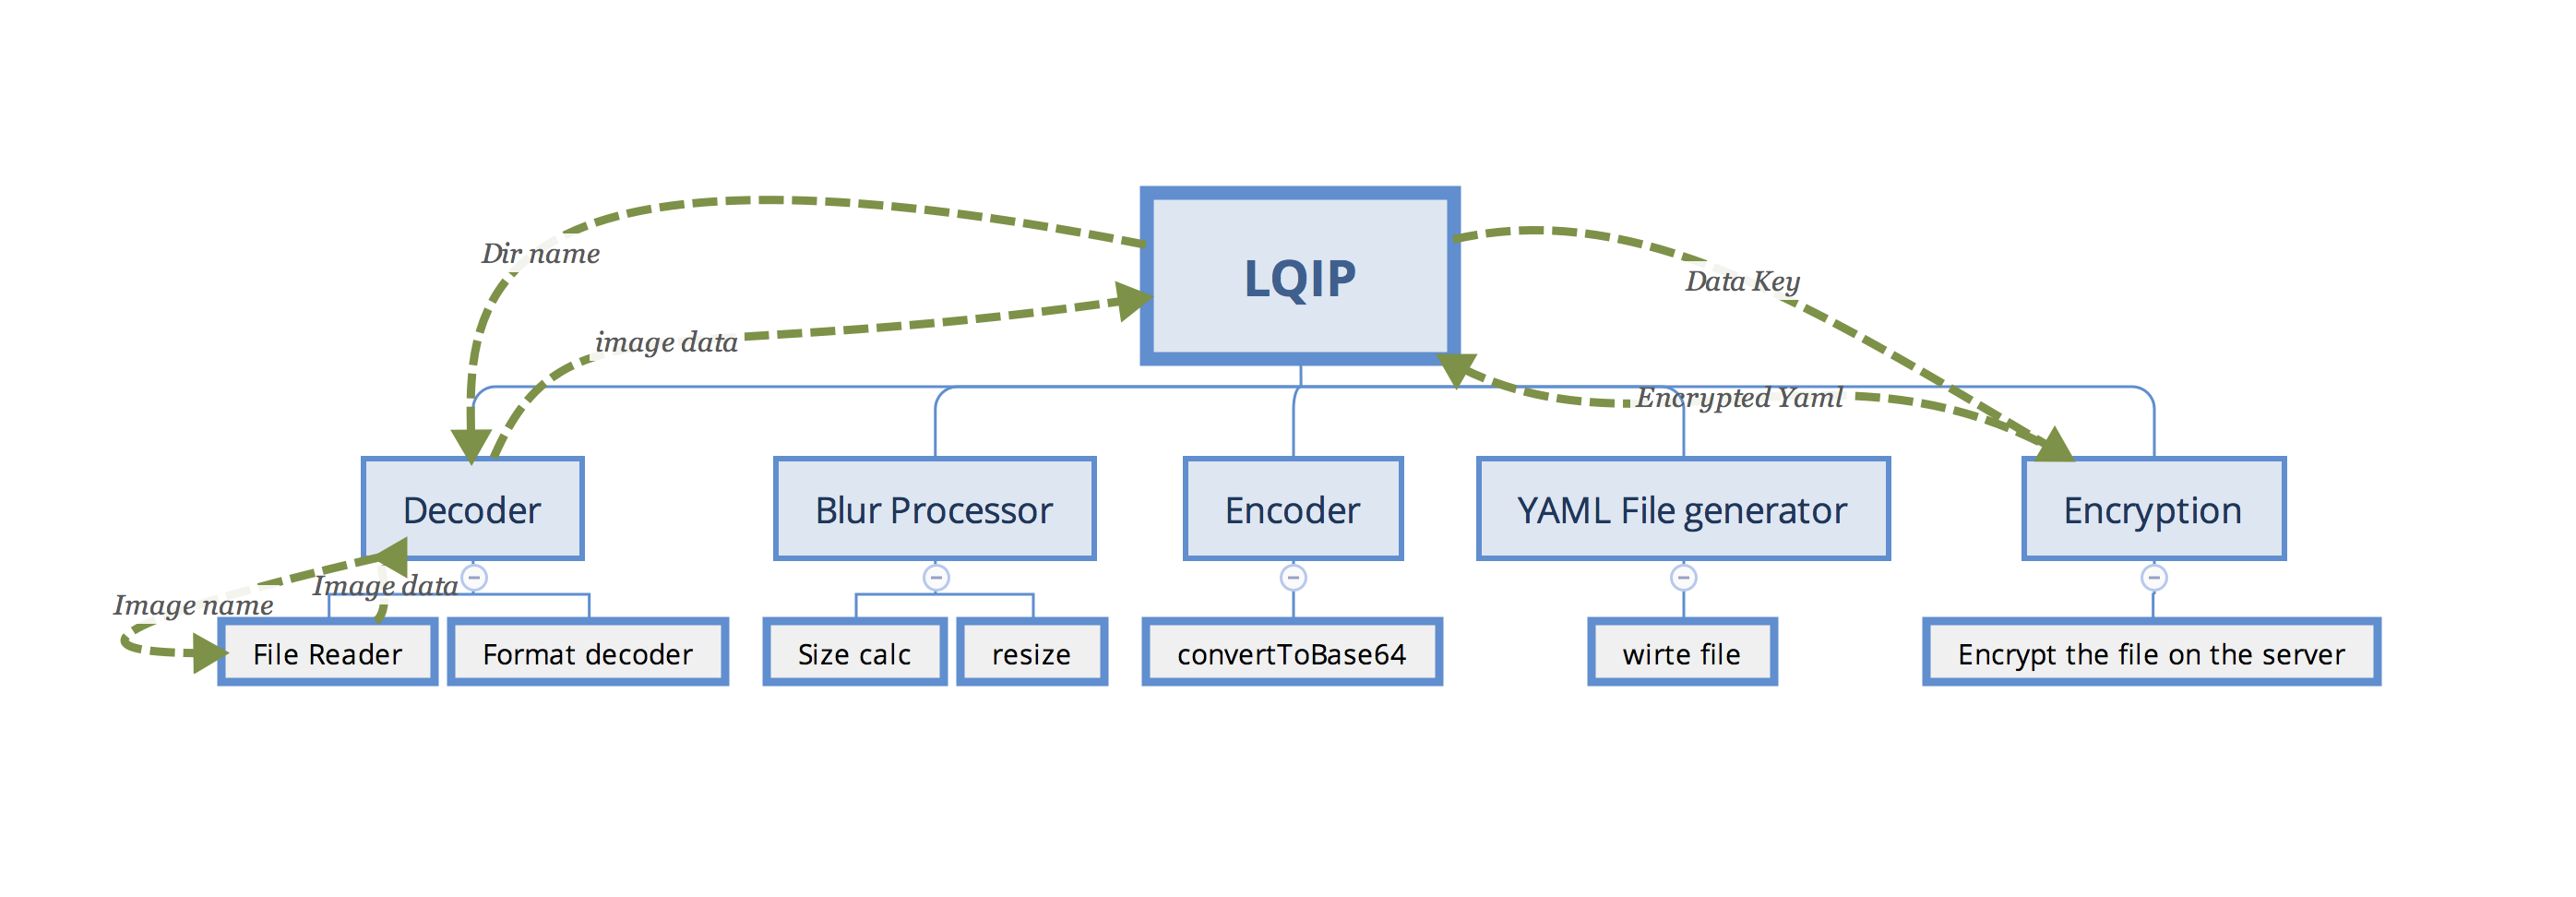 Dir name
LQIP
Data Key
image data
Encrypted Yaml
Decoder
Blur Processor
Encoder
YAML File generator
Encryption
Image data
Image name
File Reader
Format decoder
Size calc
resize
convertToBase64
wirte file
Encrypt the file on the server